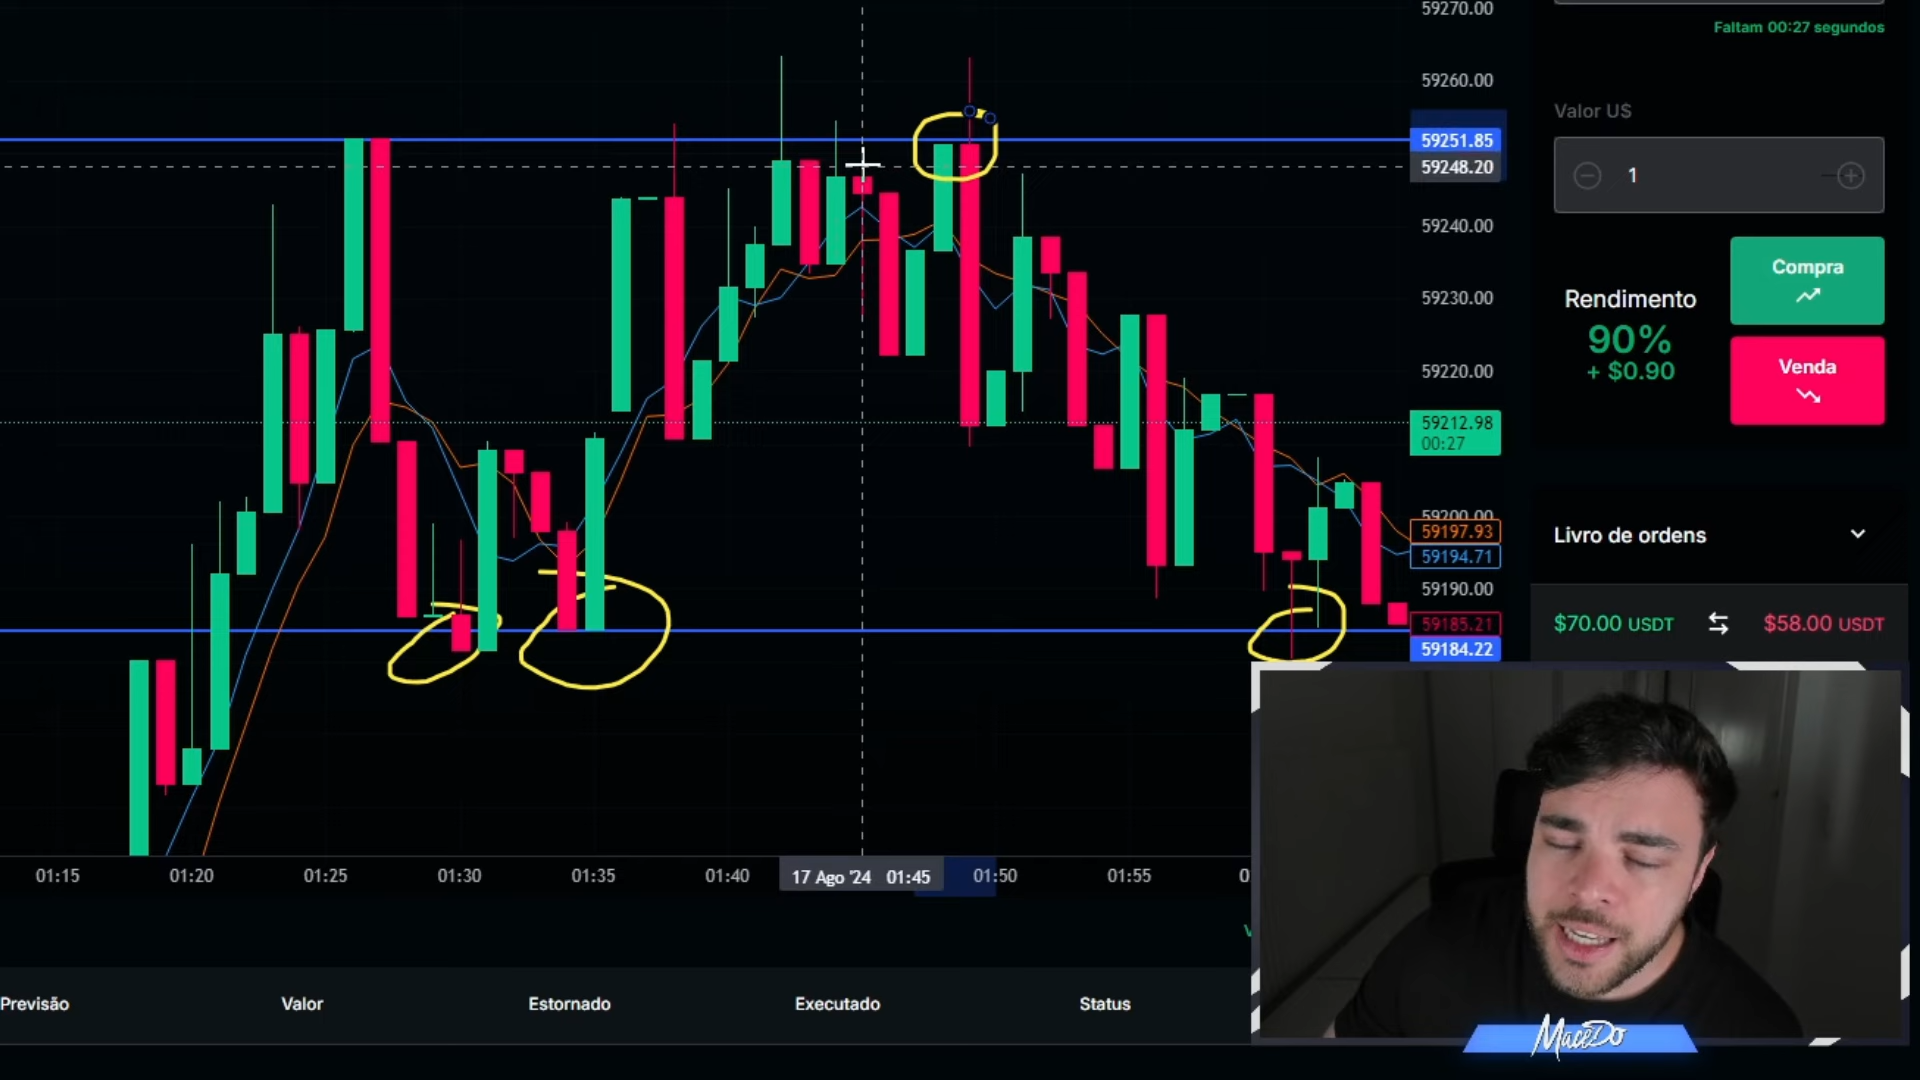 59270.00
Faltam 00:27 segundos
59260.00
Valor U$
59251.85
59248.20
1
59240.00
Compra
59230.00
Rendimento
90%
+ $0.90
59220.00
Venda
59212.98
00:27
59200.00
59197.93
59194.71
Livro de ordens
59190.00
59185.21
$70.00 USDT
$58.00 USDT
59184.22
01:15
01:20
01:25
01:30
01:35
01:40
17 Ago '24 01:45
01:50
01:55
Previsão
Valor
Estornado
Executado
Status
MaceDo